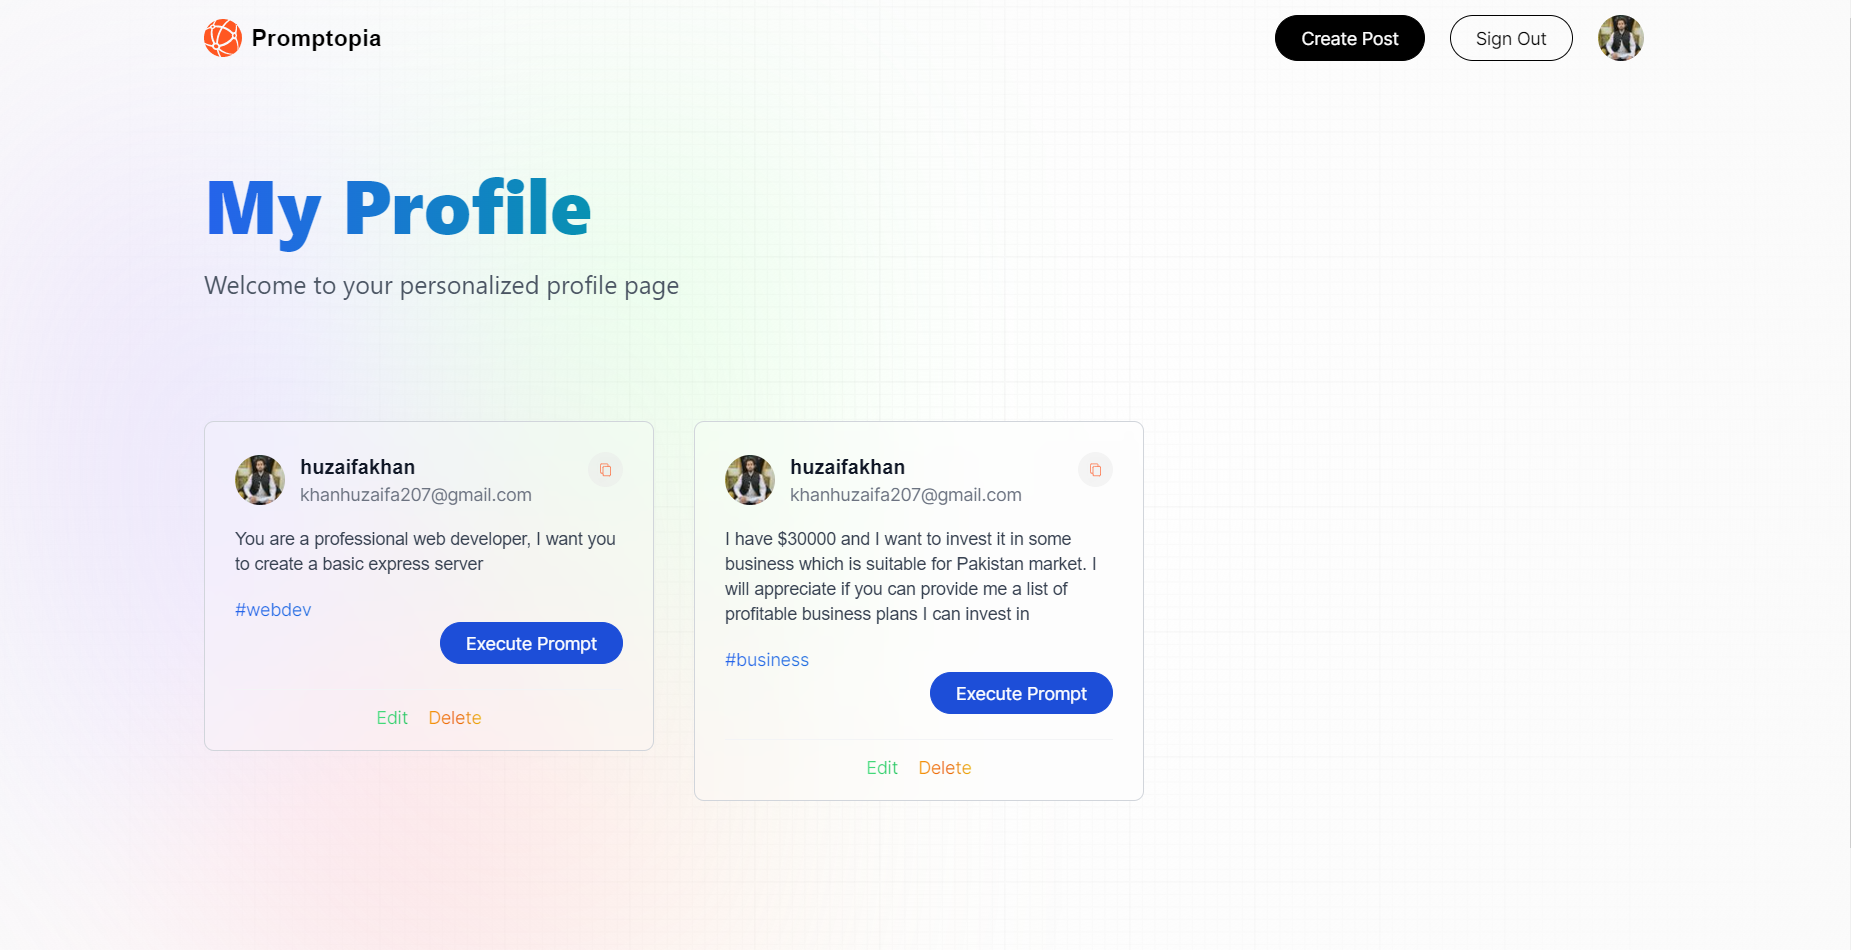 Promptopia
Create Post
Sign Out
My Profile
Welcome to your personalized profile page
huzaifakhan
khanhuzaifa207@gmail.com
You are a professional web developer, I want you
to create a basic express server
#webdev
Execute Prompt
Edit
Delete
huzaifakhan
khanhuzaifa207@gmail.com
I have $30000 and I want to invest it in some
business which is suitable for Pakistan market. I
will appreciate if you can provide me a list of
profitable business plans I can invest in
#business
Execute Prompt
Edit
Delete